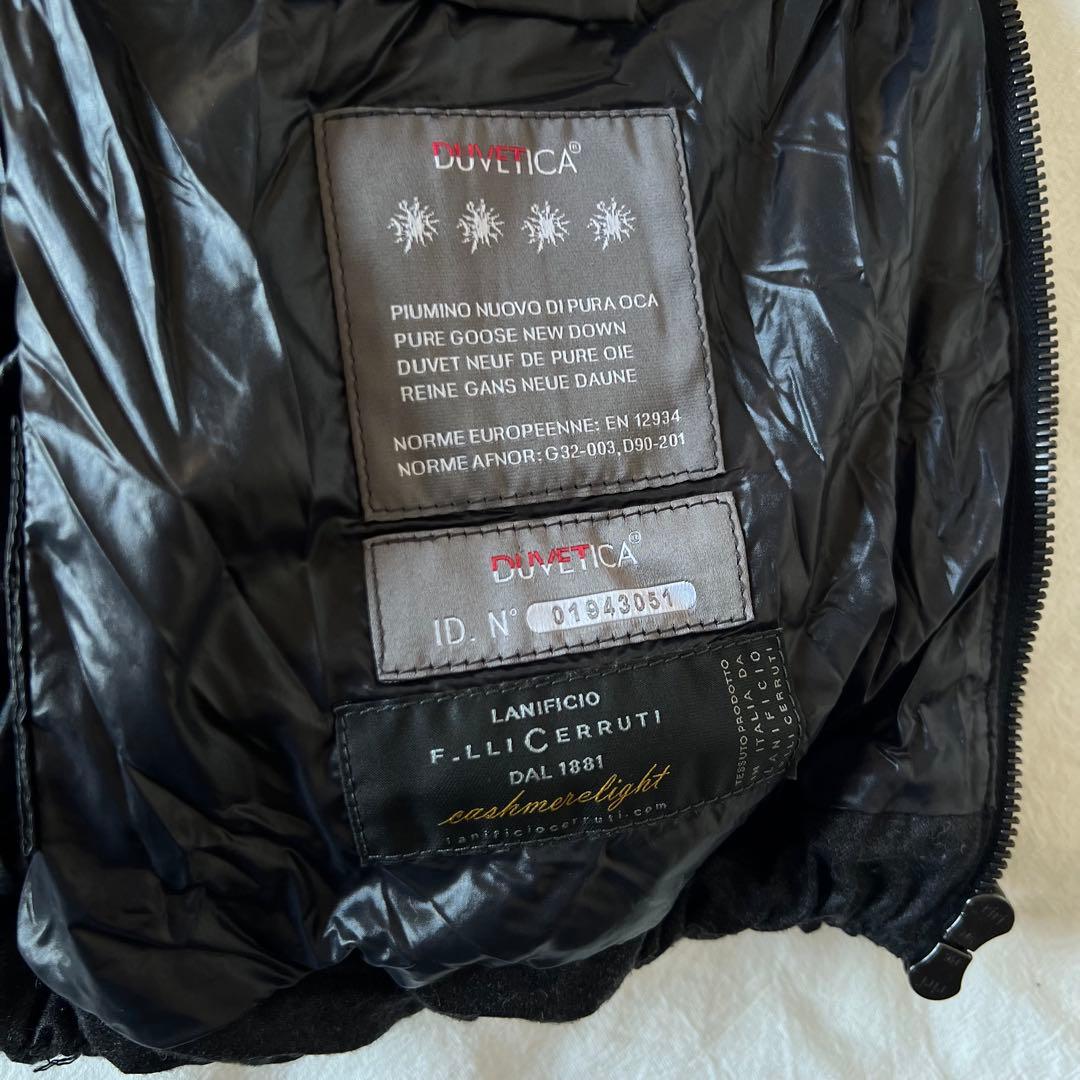 DUVETICA®
PIUMINO NUOVO DI PURA OCA
PURE GOOSE NEW DOWN
DUVET NEUF DE PURE OIE
REINE GANS NEUE DAUNE
NORME EUROPEENNE: EN 12934
NORME AFNOR: G32-003, D90-201
DUVETICA®
ID. N° 01943051
LANIFICIO
F.LLI CERRUTI
DAL 1881
cashmerelight
lanificiocerruti.com
TESSUTO PRODOTTO
IN ITALIA DA
LANIFICIO
F.LLI CERRUTI